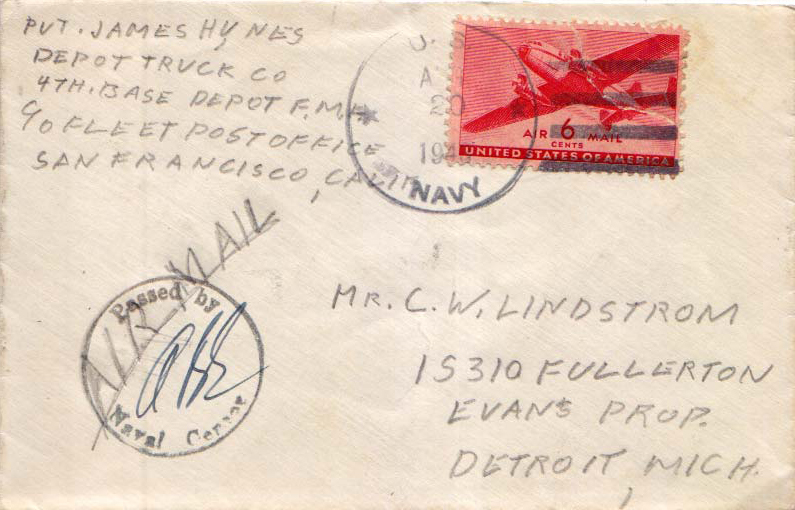 PVT. JAMES HYNES
DEPOT TRUCK CO
4TH. BASE DEPOT F.M.F.
C/O FLEET POST OFFICE
SAN FRANCISCO, CALIF.
U.S.
20
NAVY
AIR 6 MAIL
CENTS
UNITED STATES OF AMERICA
AIR MAIL
Passed by
Naval Censor
MR. C. W. LINDSTROM
15310 FULLERTON
EVANS PROP.
DETROIT, MICH.